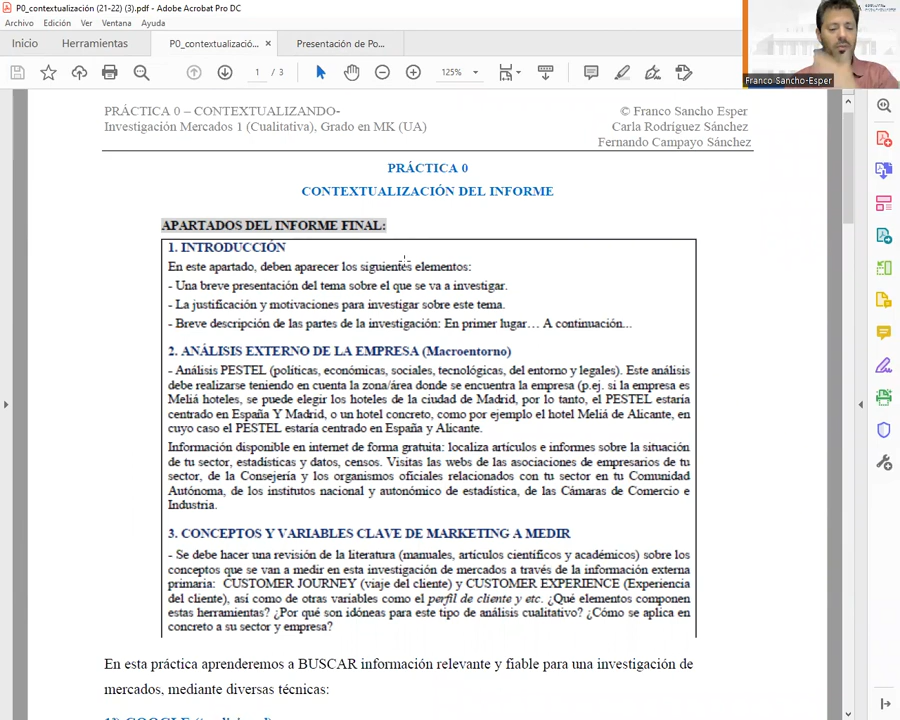 P0_contextualización (21-22) (3).pdf - Adobe Acrobat Pro DC
Archivo Edición Ver Ventana Ayuda
Inicio Herramientas P0_contextualizació... × Presentación de Po...
1 / 3 125%
Franco Sancho-Esper
PRÁCTICA 0 – CONTEXTUALIZANDO- © Franco Sancho Esper
Investigación Mercados 1 (Cualitativa), Grado en MK (UA) Carla Rodríguez Sánchez
Fernando Campayo Sánchez
PRÁCTICA 0
CONTEXTUALIZACIÓN DEL INFORME
APARTADOS DEL INFORME FINAL:
1. INTRODUCCIÓN
En este apartado, deben aparecer los siguientes elementos:
- Una breve presentación del tema sobre el que se va a investigar.
- La justificación y motivaciones para investigar sobre este tema.
- Breve descripción de las partes de la investigación: En primer lugar… A continuación...
2. ANÁLISIS EXTERNO DE LA EMPRESA (Macroentorno)
- Análisis PESTEL (políticas, económicas, sociales, tecnológicas, del entorno y legales). Este análisis
debe realizarse teniendo en cuenta la zona/área donde se encuentra la empresa (p.ej. si la empresa es
Meliá hoteles, se puede elegir los hoteles de la ciudad de Madrid, por lo tanto, el PESTEL estaría
centrado en España Y Madrid, o un hotel concreto, como por ejemplo el hotel Meliá de Alicante, en
cuyo caso el PESTEL estaría centrado en España y Alicante.
Información disponible en internet de forma gratuita: localiza artículos e informes sobre la situación
de tu sector, estadísticas y datos, censos. Visitas las webs de las asociaciones de empresarios de tu
sector, de la Consejería y los organismos oficiales relacionados con tu sector en tu Comunidad
Autónoma, de los institutos nacional y autonómico de estadística, de las Cámaras de Comercio e
Industria.
3. CONCEPTOS Y VARIABLES CLAVE DE MARKETING A MEDIR
- Se debe hacer una revisión de la literatura (manuales, artículos científicos y académicos) sobre los
conceptos que se van a medir en esta investigación de mercados a través de la información externa
primaria: CUSTOMER JOURNEY (viaje del cliente) y CUSTOMER EXPERIENCE (Experiencia
del cliente), así como de otras variables como el perfil de cliente y etc. ¿Qué elementos componen
estas herramientas? ¿Por qué son idóneas para este tipo de análisis cualitativo? ¿Cómo se aplica en
concreto a su sector y empresa?
En esta práctica aprenderemos a BUSCAR información relevante y fiable para una investigación de
mercados, mediante diversas técnicas: